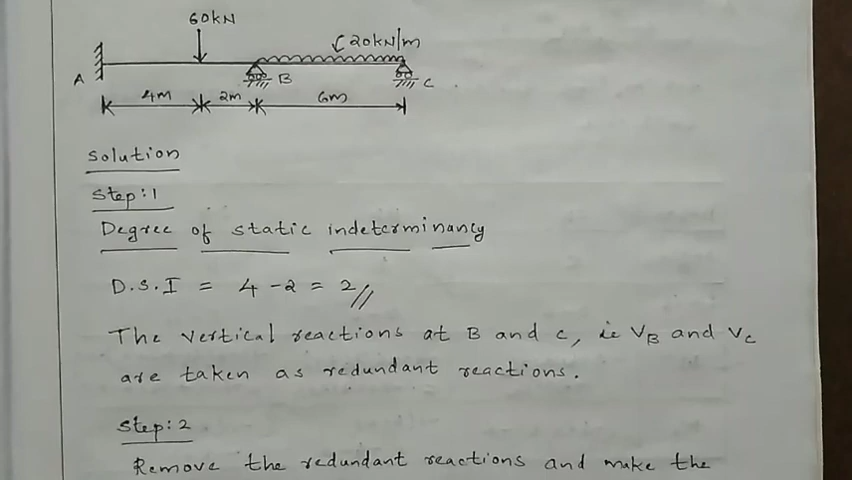 60kN
20kN/m
A
B
C
4m
2m
6m
Solution
Step:1
Degree of static indeterminancy
D.S.I = 4 - 2 = 2//
The vertical reactions at B and C, ie VB and VC
are taken as redundant reactions.
Step:2
Remove the redundant reactions and make the